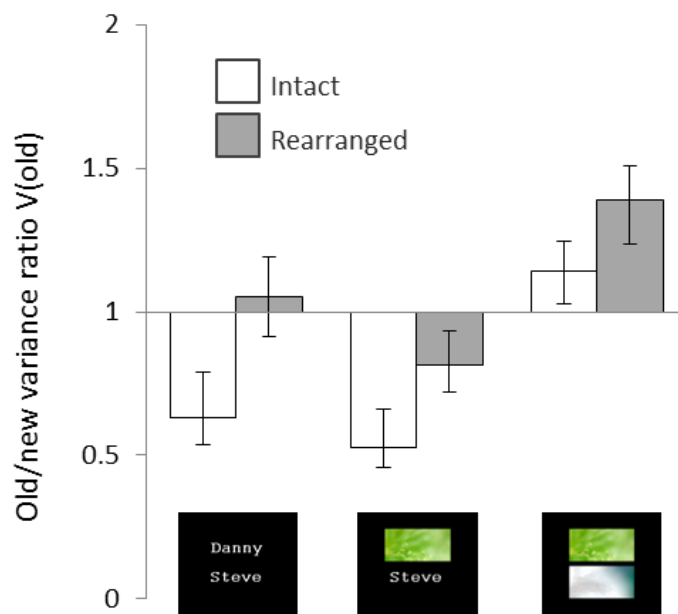 Old/new variance ratio V(old)
2
1.5
1
0.5
0
Intact
Rearranged
Danny
Steve
Steve